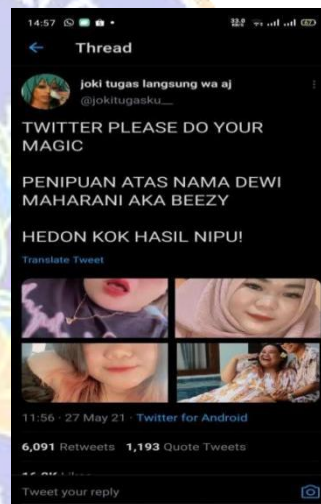 14:57
Thread
joki tugas langsung wa aj
@jokitugasku__
TWITTER PLEASE DO YOUR
MAGIC
PENIPUAN ATAS NAMA DEWI
MAHARANI AKA BEEZY
HEDON KOK HASIL NIPU!
Translate Tweet
11:56 · 27 May 21 · Twitter for Android
6,091 Retweets 1,193 Quote Tweets
Tweet your reply